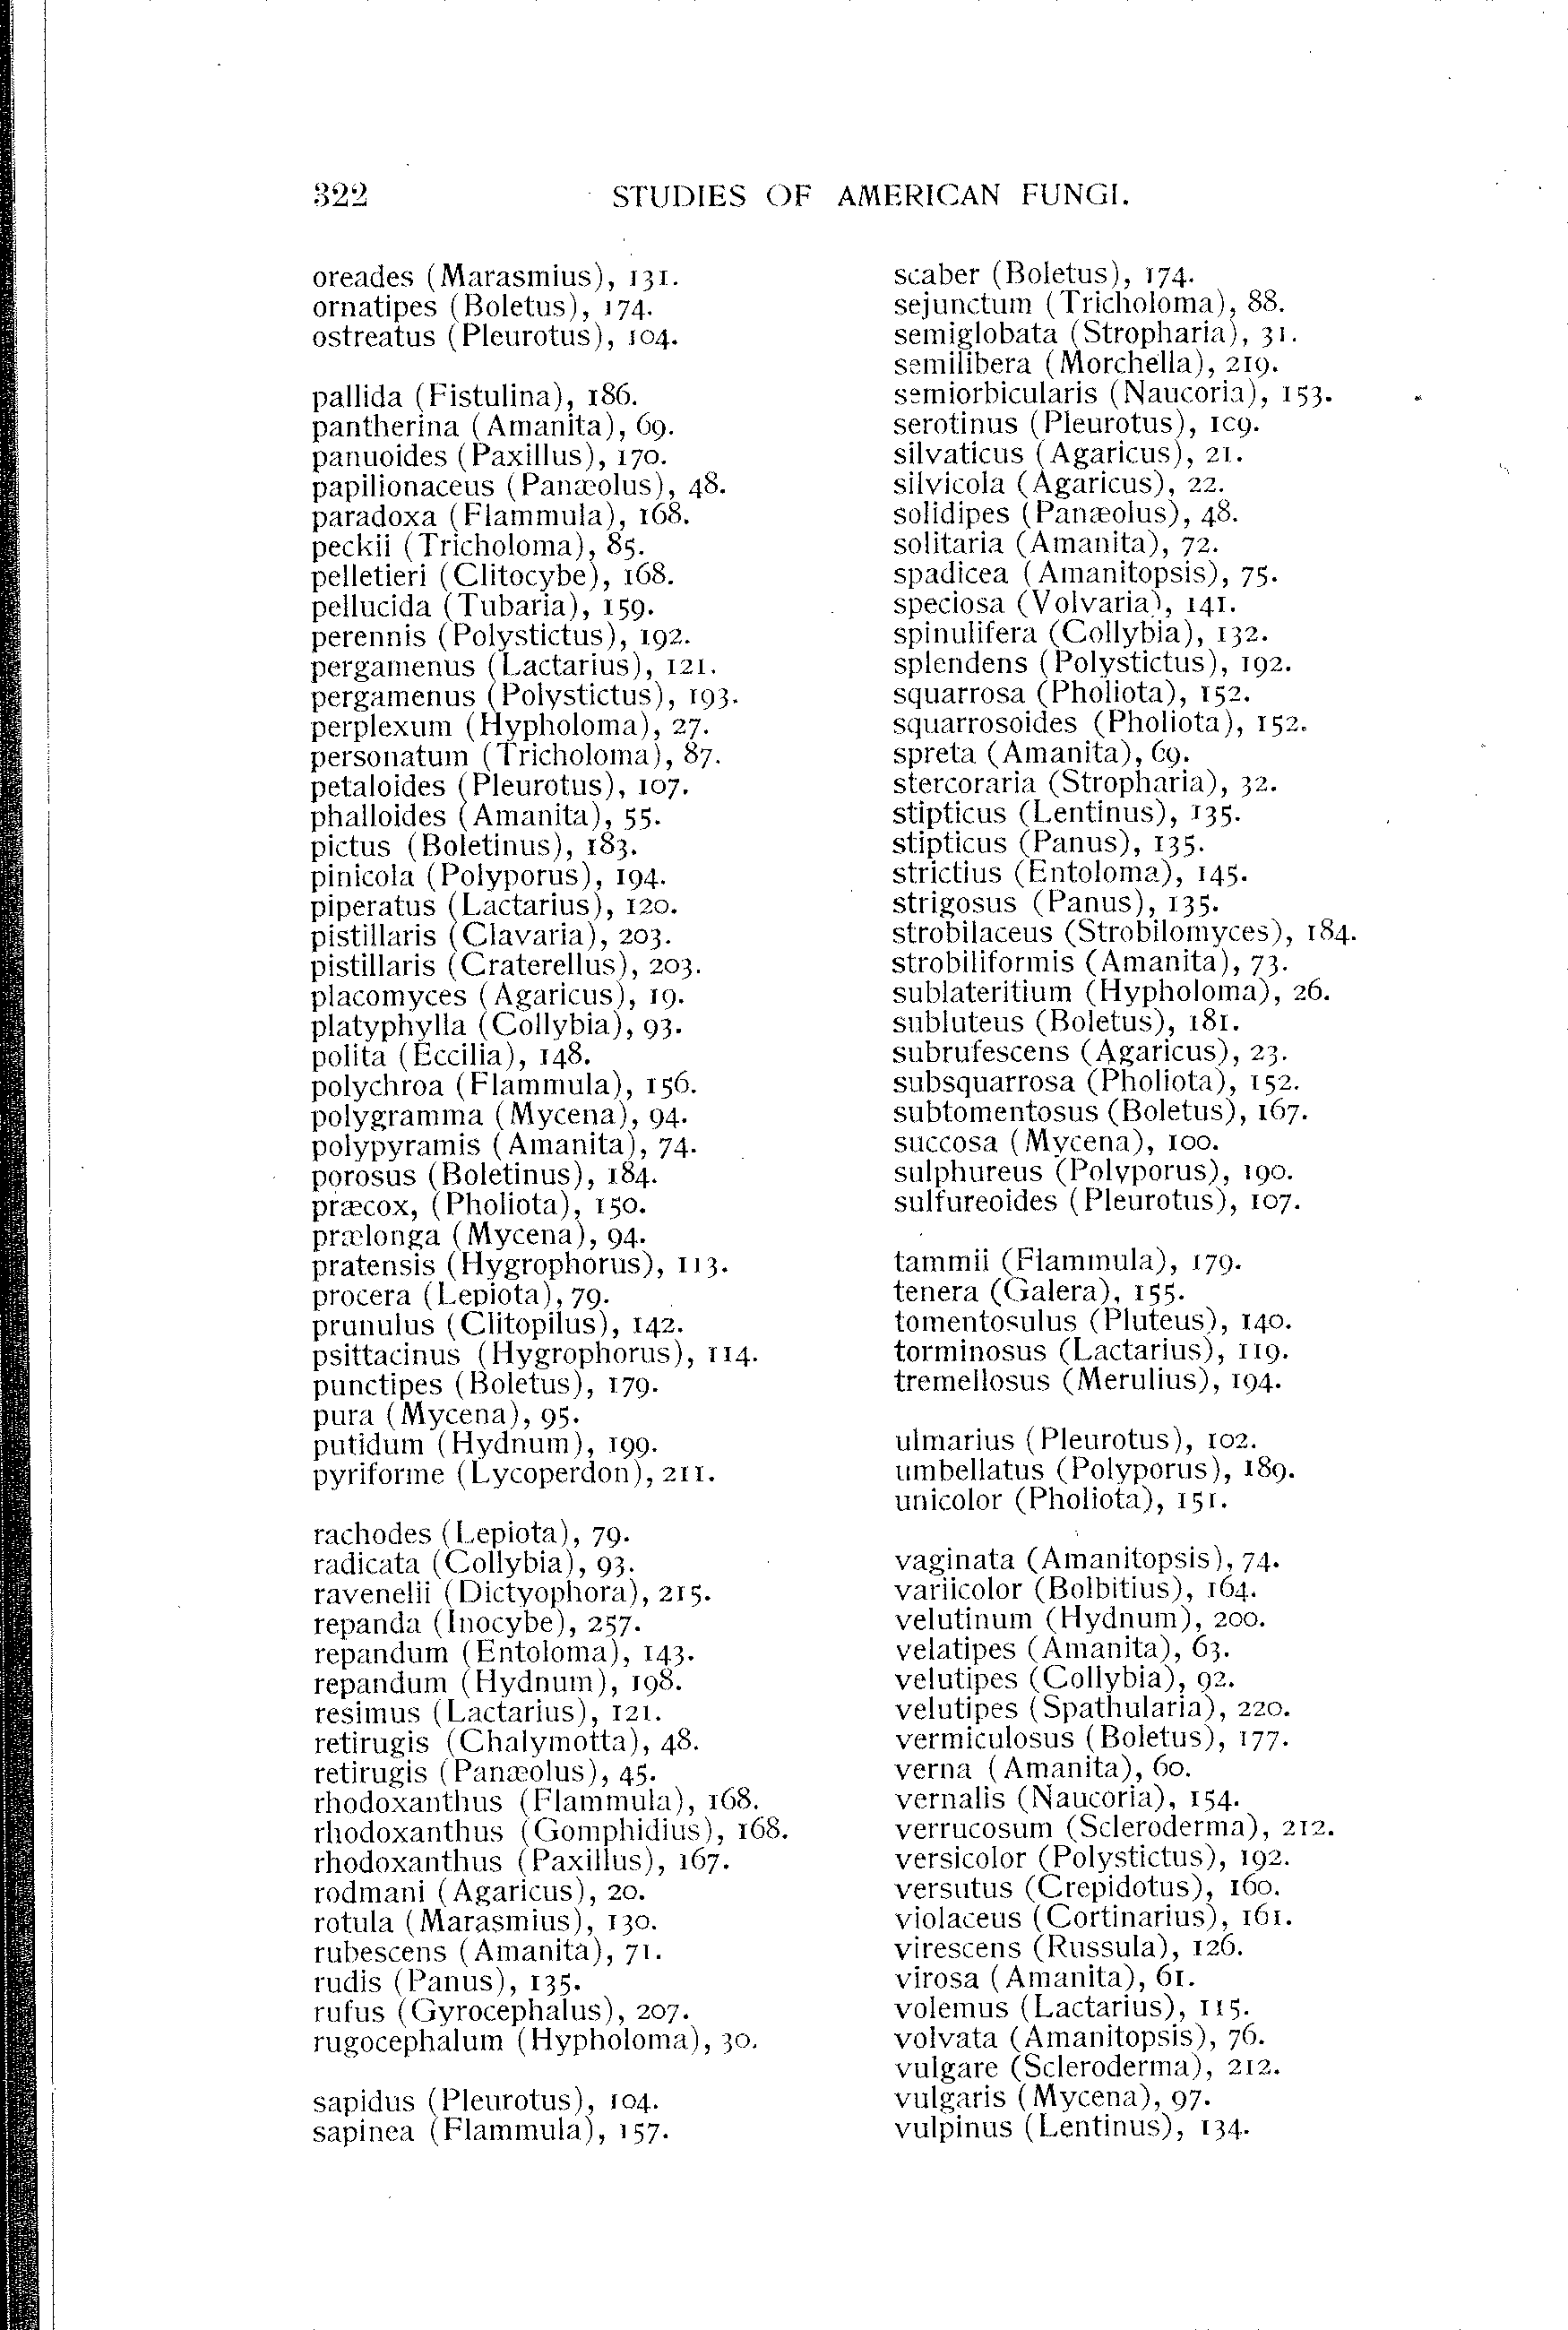 322 STUDIES OF AMERICAN FUNGI.
oreades (Marasmius), 131.
ornatipes (Boletus), 174.
ostreatus (Pleurotus), 104.
pallida (Fistulina), 186.
pantherina (Amanita), 69.
panuoides (Paxillus), 170.
papilionaceus (Panæolus), 48.
paradoxa (Flammula), 168.
peckii (Tricholoma), 85.
pelletieri (Clitocybe), 168.
pellucida (Tubaria), 159.
perennis (Polystictus), 192.
pergamenus (Lactarius), 121.
pergamenus (Polystictus), 193.
perplexum (Hypholoma), 27.
personatum (Tricholoma), 87.
petaloides (Pleurotus), 107.
phalloides (Amanita), 55.
pictus (Boletinus), 183.
pinicola (Polyporus), 194.
piperatus (Lactarius), 120.
pistillaris (Clavaria), 203.
pistillaris (Craterellus), 203.
placomyces (Agaricus), 19.
platyphylla (Collybia), 93.
polita (Eccilia), 148.
polychroa (Flammula), 156.
polygramma (Mycena), 94.
polypyramis (Amanita), 74.
porosus (Boletinus), 184.
præcox, (Pholiota), 150.
prælonga (Mycena), 94.
pratensis (Hygrophorus), 113.
procera (Lepiota), 79.
prunulus (Clitopilus), 142.
psittacinus (Hygrophorus), 114.
punctipes (Boletus), 179.
pura (Mycena), 95.
putidum (Hydnum), 199.
pyriforme (Lycoperdon), 211.
rachodes (Lepiota), 79.
radicata (Collybia), 93.
ravenelii (Dictyophora), 215.
repanda (Inocybe), 257.
repandum (Entoloma), 143.
repandum (Hydnum), 198.
resimus (Lactarius), 121.
retirugis (Chalymotta), 48.
retirugis (Panæolus), 45.
rhodoxanthus (Flammula), 168.
rhodoxanthus (Gomphidius), 168.
rhodoxanthus (Paxillus), 167.
rodmani (Agaricus), 20.
rotula (Marasmius), 130.
rubescens (Amanita), 71.
rudis (Panus), 135.
rufus (Gyrocephalus), 207.
rugocephalum (Hypholoma), 30.
sapidus (Pleurotus), 104.
sapinea (Flammula), 157.
scaber (Boletus), 174.
sejunctum (Tricholoma), 88.
semiglobata (Stropharia), 31.
semilibera (Morchella), 219.
semiorbicularis (Naucoria), 153.
serotinus (Pleurotus), 109.
silvaticus (Agaricus), 21.
silvicola (Agaricus), 22.
solidipes (Panæolus), 48.
solitaria (Amanita), 72.
spadicea (Amanitopsis), 75.
speciosa (Volvaria), 141.
spinulifera (Collybia), 132.
splendens (Polystictus), 192.
squarrosa (Pholiota), 152.
squarrosoides (Pholiota), 152.
spreta (Amanita), 69.
stercoraria (Stropharia), 32.
stipticus (Lentinus), 135.
stipticus (Panus), 135.
strictius (Entoloma), 145.
strigosus (Panus), 135.
strobilaceus (Strobilomyces), 184.
strobiliformis (Amanita), 73.
sublateritium (Hypholoma), 26.
subluteus (Boletus), 181.
subrufescens (Agaricus), 23.
subsquarrosa (Pholiota), 152.
subtomentosus (Boletus), 167.
succosa (Mycena), 100.
sulphureus (Polyporus), 190.
sulfureoides (Pleurotus), 107.
tammii (Flammula), 179.
tenera (Galera), 155.
tomentosulus (Pluteus), 140.
torminosus (Lactarius), 119.
tremellosus (Merulius), 194.
ulmarius (Pleurotus), 102.
umbellatus (Polyporus), 189.
unicolor (Pholiota), 151.
vaginata (Amanitopsis), 74.
variicolor (Bolbitius), 164.
velutinum (Hydnum), 200.
velatipes (Amanita), 63.
velutipes (Collybia), 92.
velutipes (Spathularia), 220.
vermiculosus (Boletus), 177.
verna (Amanita), 60.
vernalis (Naucoria), 154.
verrucosum (Scleroderma), 212.
versicolor (Polystictus), 192.
versutus (Crepidotus), 160.
violaceus (Cortinarius), 161.
virescens (Russula), 126.
virosa (Amanita), 61.
volemus (Lactarius), 115.
volvata (Amanitopsis), 76.
vulgare (Scleroderma), 212.
vulgaris (Mycena), 97.
vulpinus (Lentinus), 134.